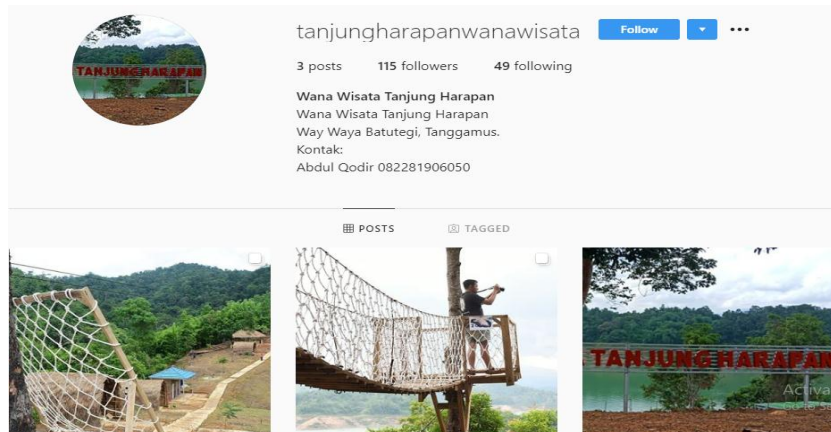 TANJUNG HARAPAN
tanjungharapanwanawisata Follow
3 posts 115 followers 49 following
Wana Wisata Tanjung Harapan
Wana Wisata Tanjung Harapan
Way Waya Batutegi, Tanggamus.
Kontak:
Abdul Qodir 082281906050
POSTS TAGGED
TANJUNG HARAPAN